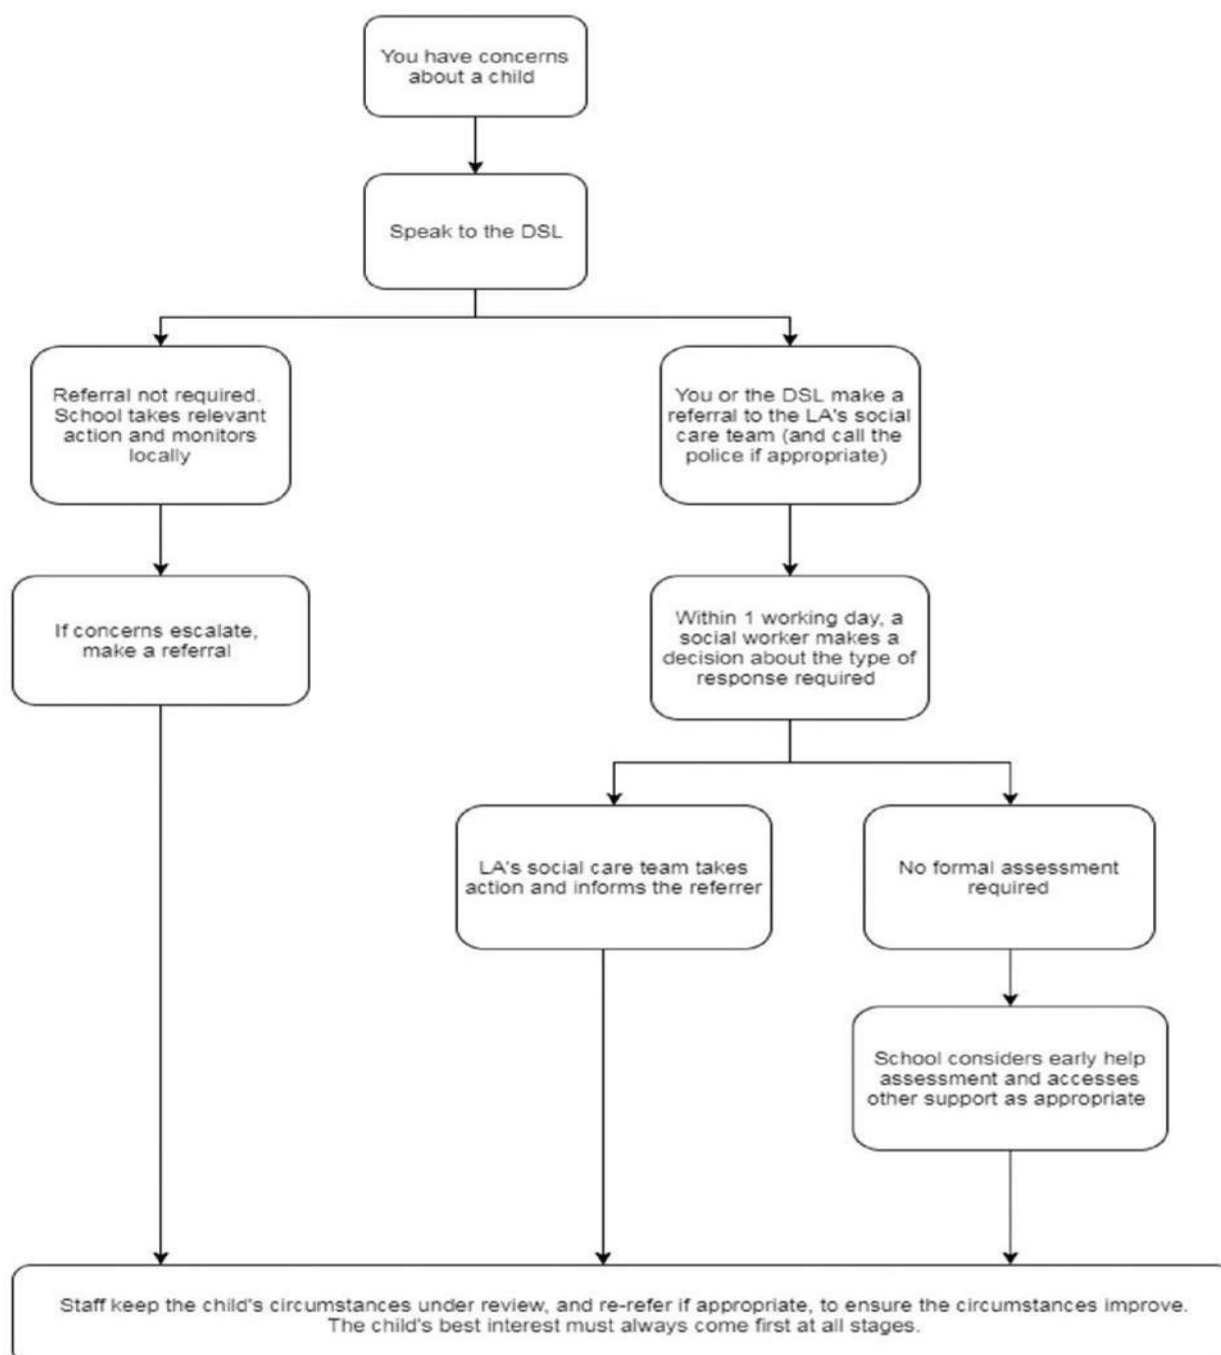 You have concerns
about a child
Speak to the DSL
Referral not required.
School takes relevant
action and monitors
locally
You or the DSL make a
referral to the LA's social
care team (and call the
police if appropriate)
If concerns escalate,
make a referral
Within 1 working day, a
social worker makes a
decision about the type of
response required
LA's social care team takes
action and informs the referrer
No formal assessment
required
School considers early help
assessment and accesses
other support as appropriate
Staff keep the child's circumstances under review, and re-refer if appropriate, to ensure the circumstances improve.
The child's best interest must always come first at all stages.